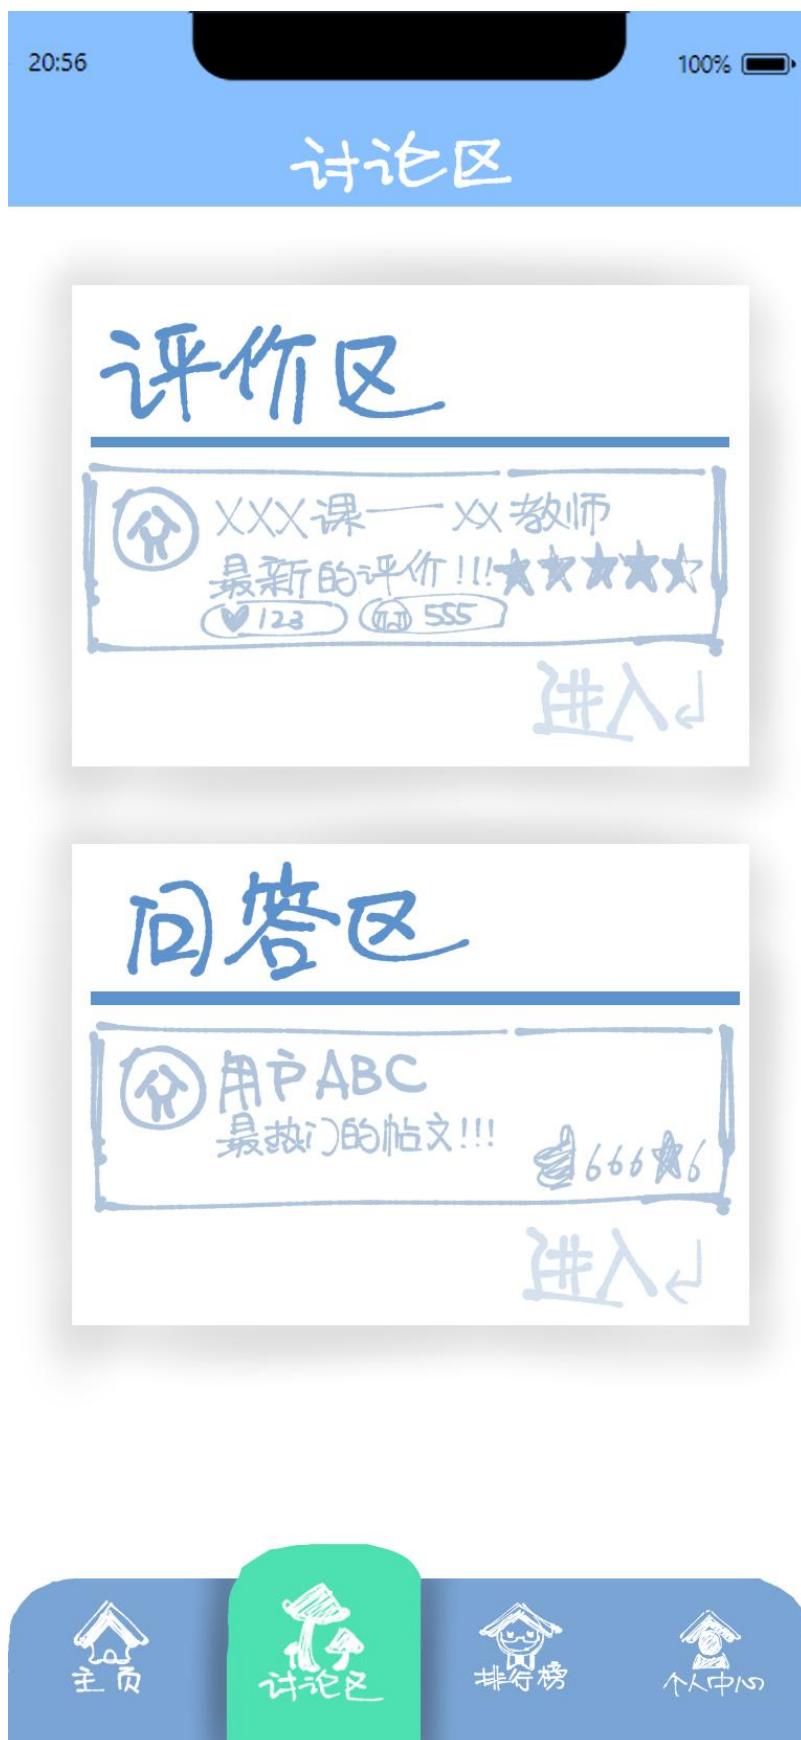 20:56 100%
讨论区
评价区
XXX课——XX教师
最新的评价!!!
123 555
进入
问答区
用户ABC
最热门的帖文!!!
666 6
进入
主页 讨论区 排行榜 个人中心